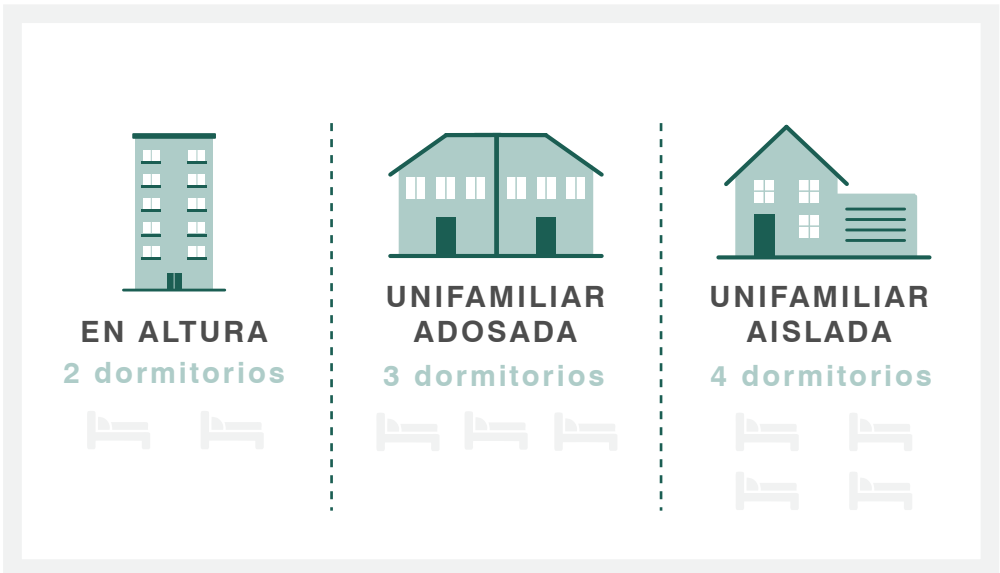 EN ALTURA
2 dormitorios
UNIFAMILIAR
ADOSADA
3 dormitorios
UNIFAMILIAR
AISLADA
4 dormitorios